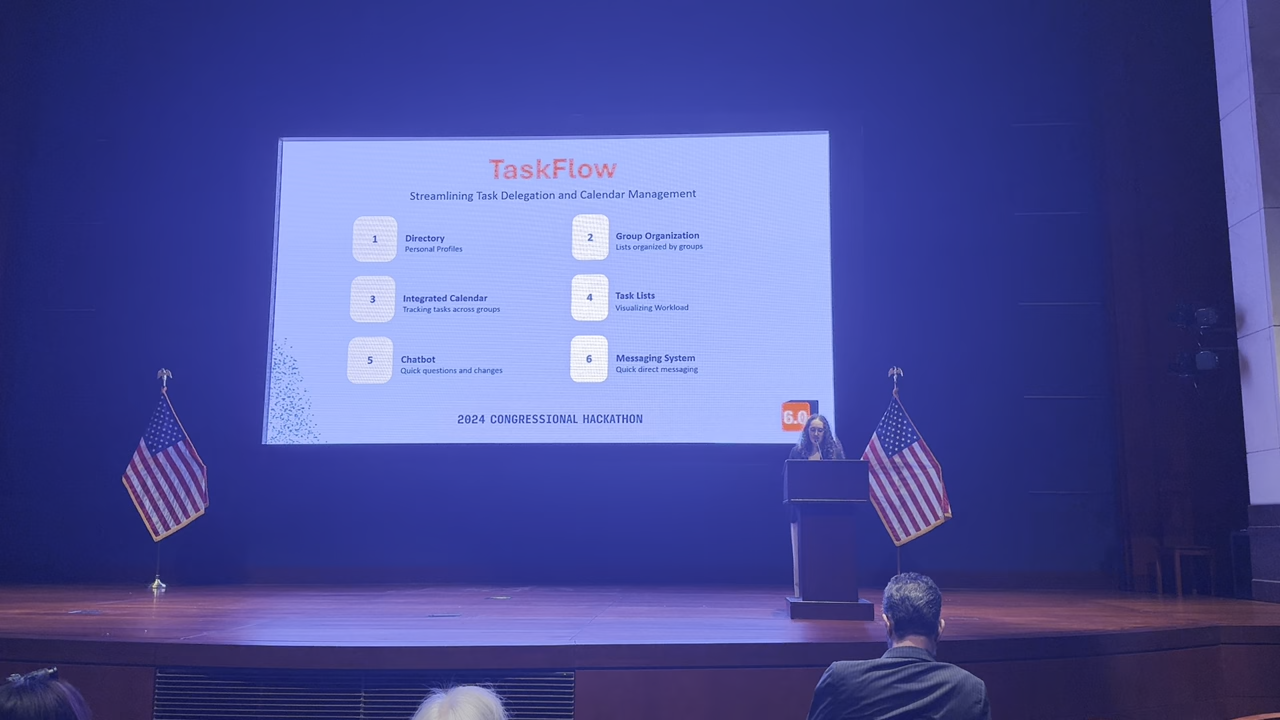 TaskFlow
Streamlining Task Delegation and Calendar Management
1
Directory
Personal Profiles
2
Group Organization
Lists organized by groups
3
Integrated Calendar
Tracking tasks across groups
4
Task Lists
Visualizing Workload
5
Chatbot
Quick questions and changes
6
Messaging System
Quick direct messaging
2024 CONGRESSIONAL HACKATHON
6.0